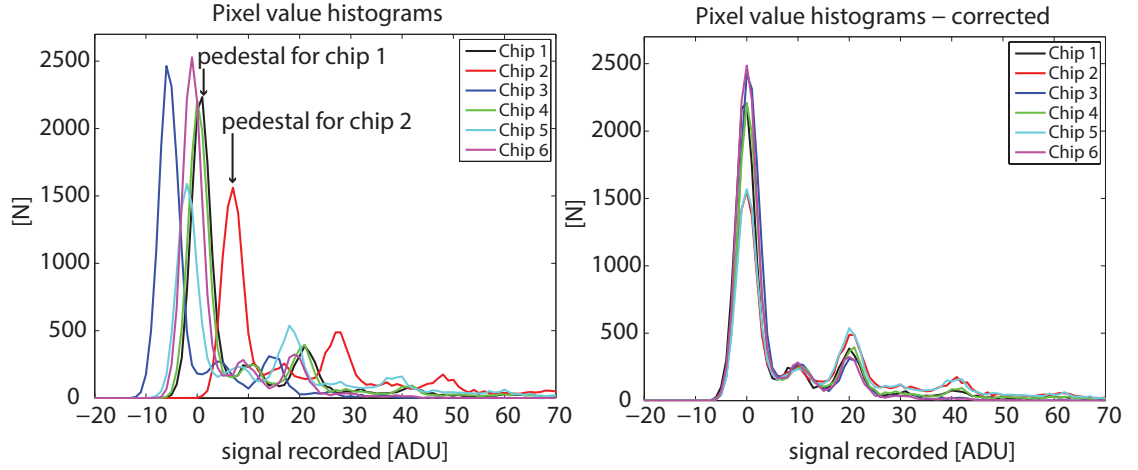 Pixel value histograms
pedestal for chip 1
pedestal for chip 2
Chip 1
Chip 2
Chip 3
Chip 4
Chip 5
Chip 6
2500
2000
1500
1000
500
0
[N]
−20 −10 0 10 20 30 40 50 60 70
signal recorded [ADU]
Pixel value histograms − corrected
Chip 1
Chip 2
Chip 3
Chip 4
Chip 5
Chip 6
2500
2000
1500
1000
500
0
[N]
−20 −10 0 10 20 30 40 50 60 70
signal recorded [ADU]